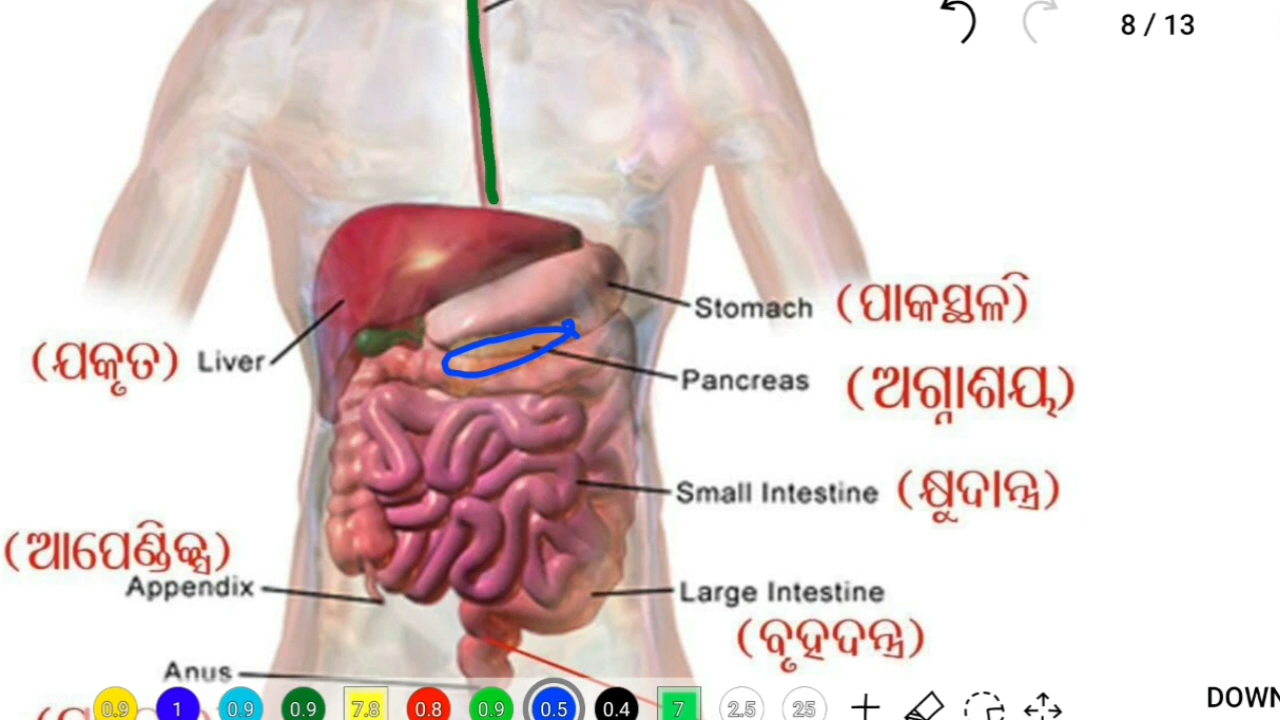 8 / 13
Stomach (ପାକସ୍ଥଳୀ)
(ଯକୃତ) Liver
Pancreas (ଅଗ୍ନାଶୟ)
Small Intestine (କ୍ଷୁଦାନ୍ତ୍ର)
(ଆପେଣ୍ଡିକ୍ସ)
Appendix
Large Intestine
(ବୃହଦନ୍ତ୍ର)
Anus
0.9 1 0.9 0.9 7.8 0.8 0.9 0.5 0.4 7 2.5 25